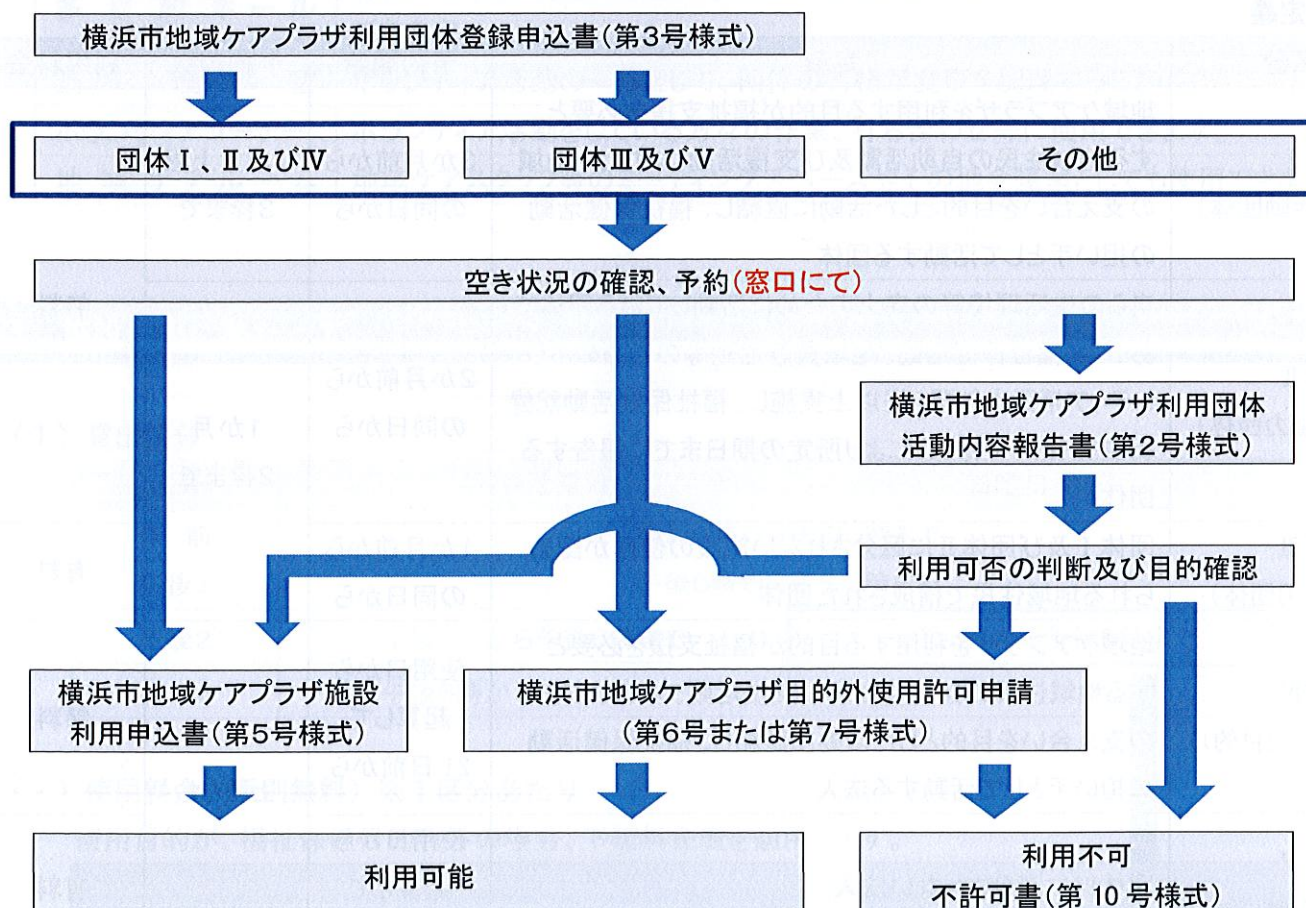 横浜市地域ケアプラザ利用団体登録申込書(第3号様式)
団体Ⅰ、Ⅱ及びⅣ
団体Ⅲ及びⅤ
その他
空き状況の確認、予約(窓口にて)
横浜市地域ケアプラザ利用団体
活動内容報告書(第2号様式)
利用可否の判断及び目的確認
横浜市地域ケアプラザ施設
利用申込書(第5号様式)
横浜市地域ケアプラザ目的外使用許可申請
(第6号または第7号様式)
利用可能
利用不可
不許可書(第10号様式)